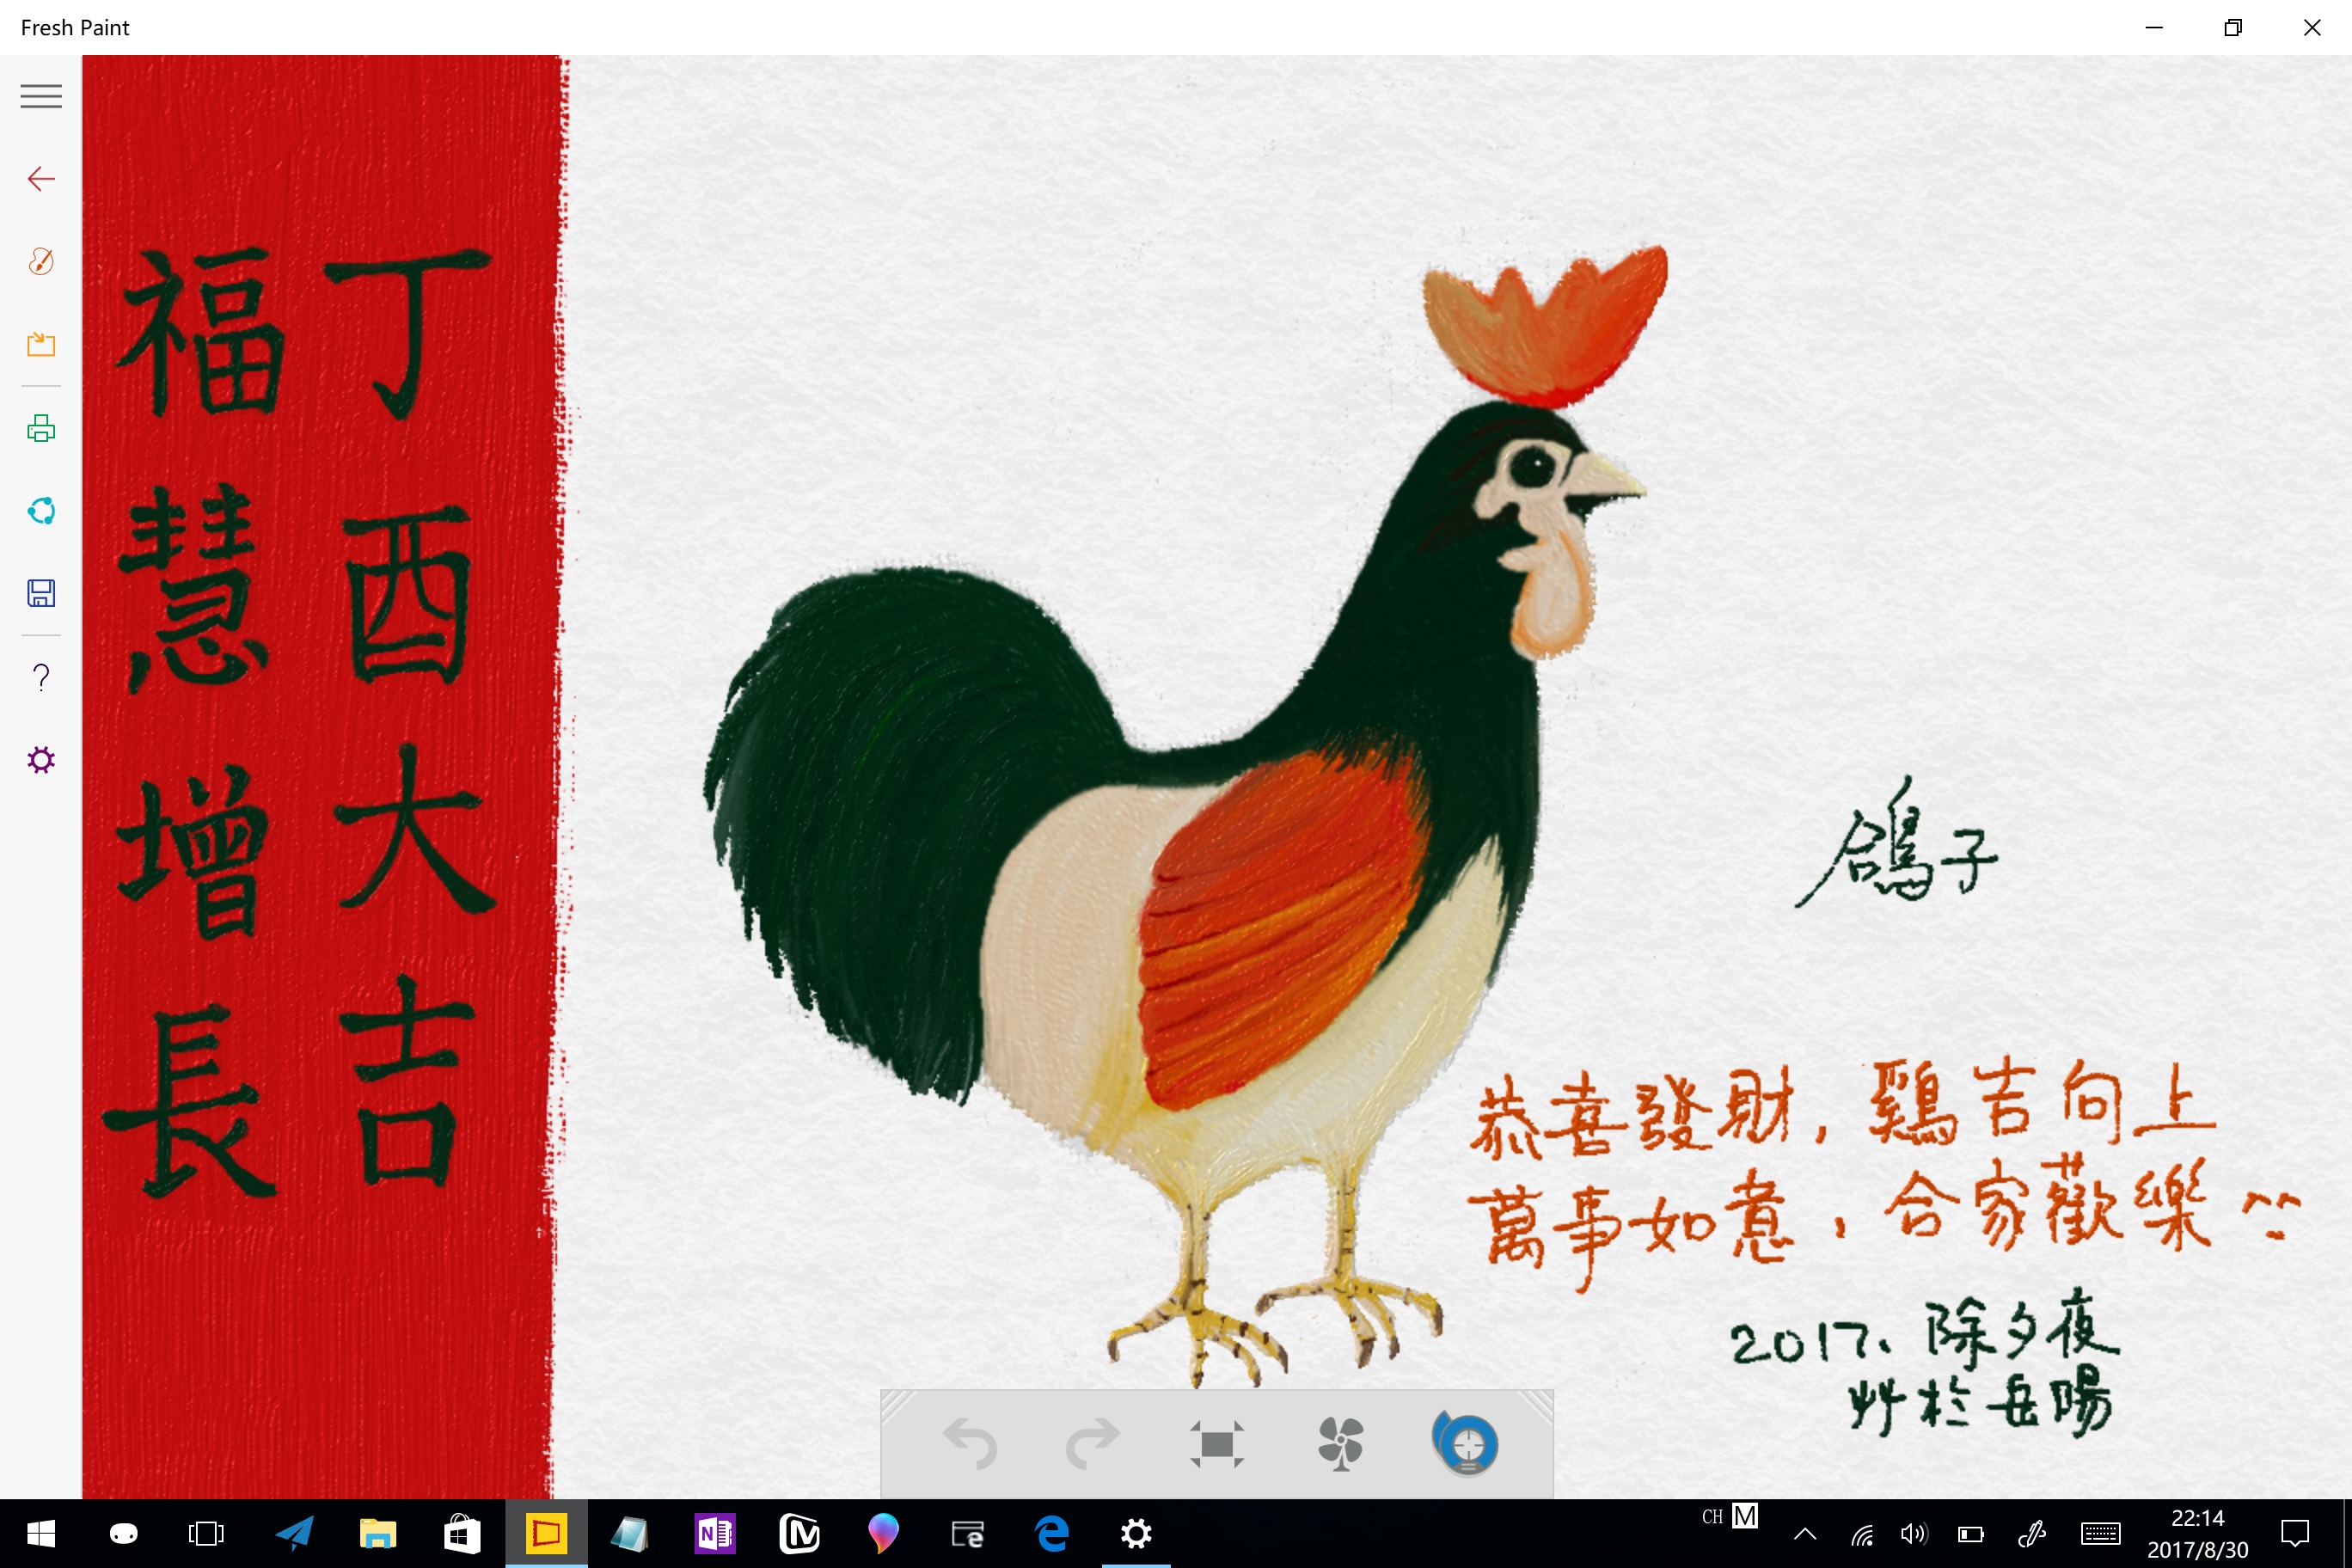 Fresh Paint
丁酉大吉
福慧增長
鴿子
恭喜發財，鷄吉向上
萬事如意，合家歡樂^^
2017、除夕夜
艸於岳陽
CH M
22:14
2017/8/30